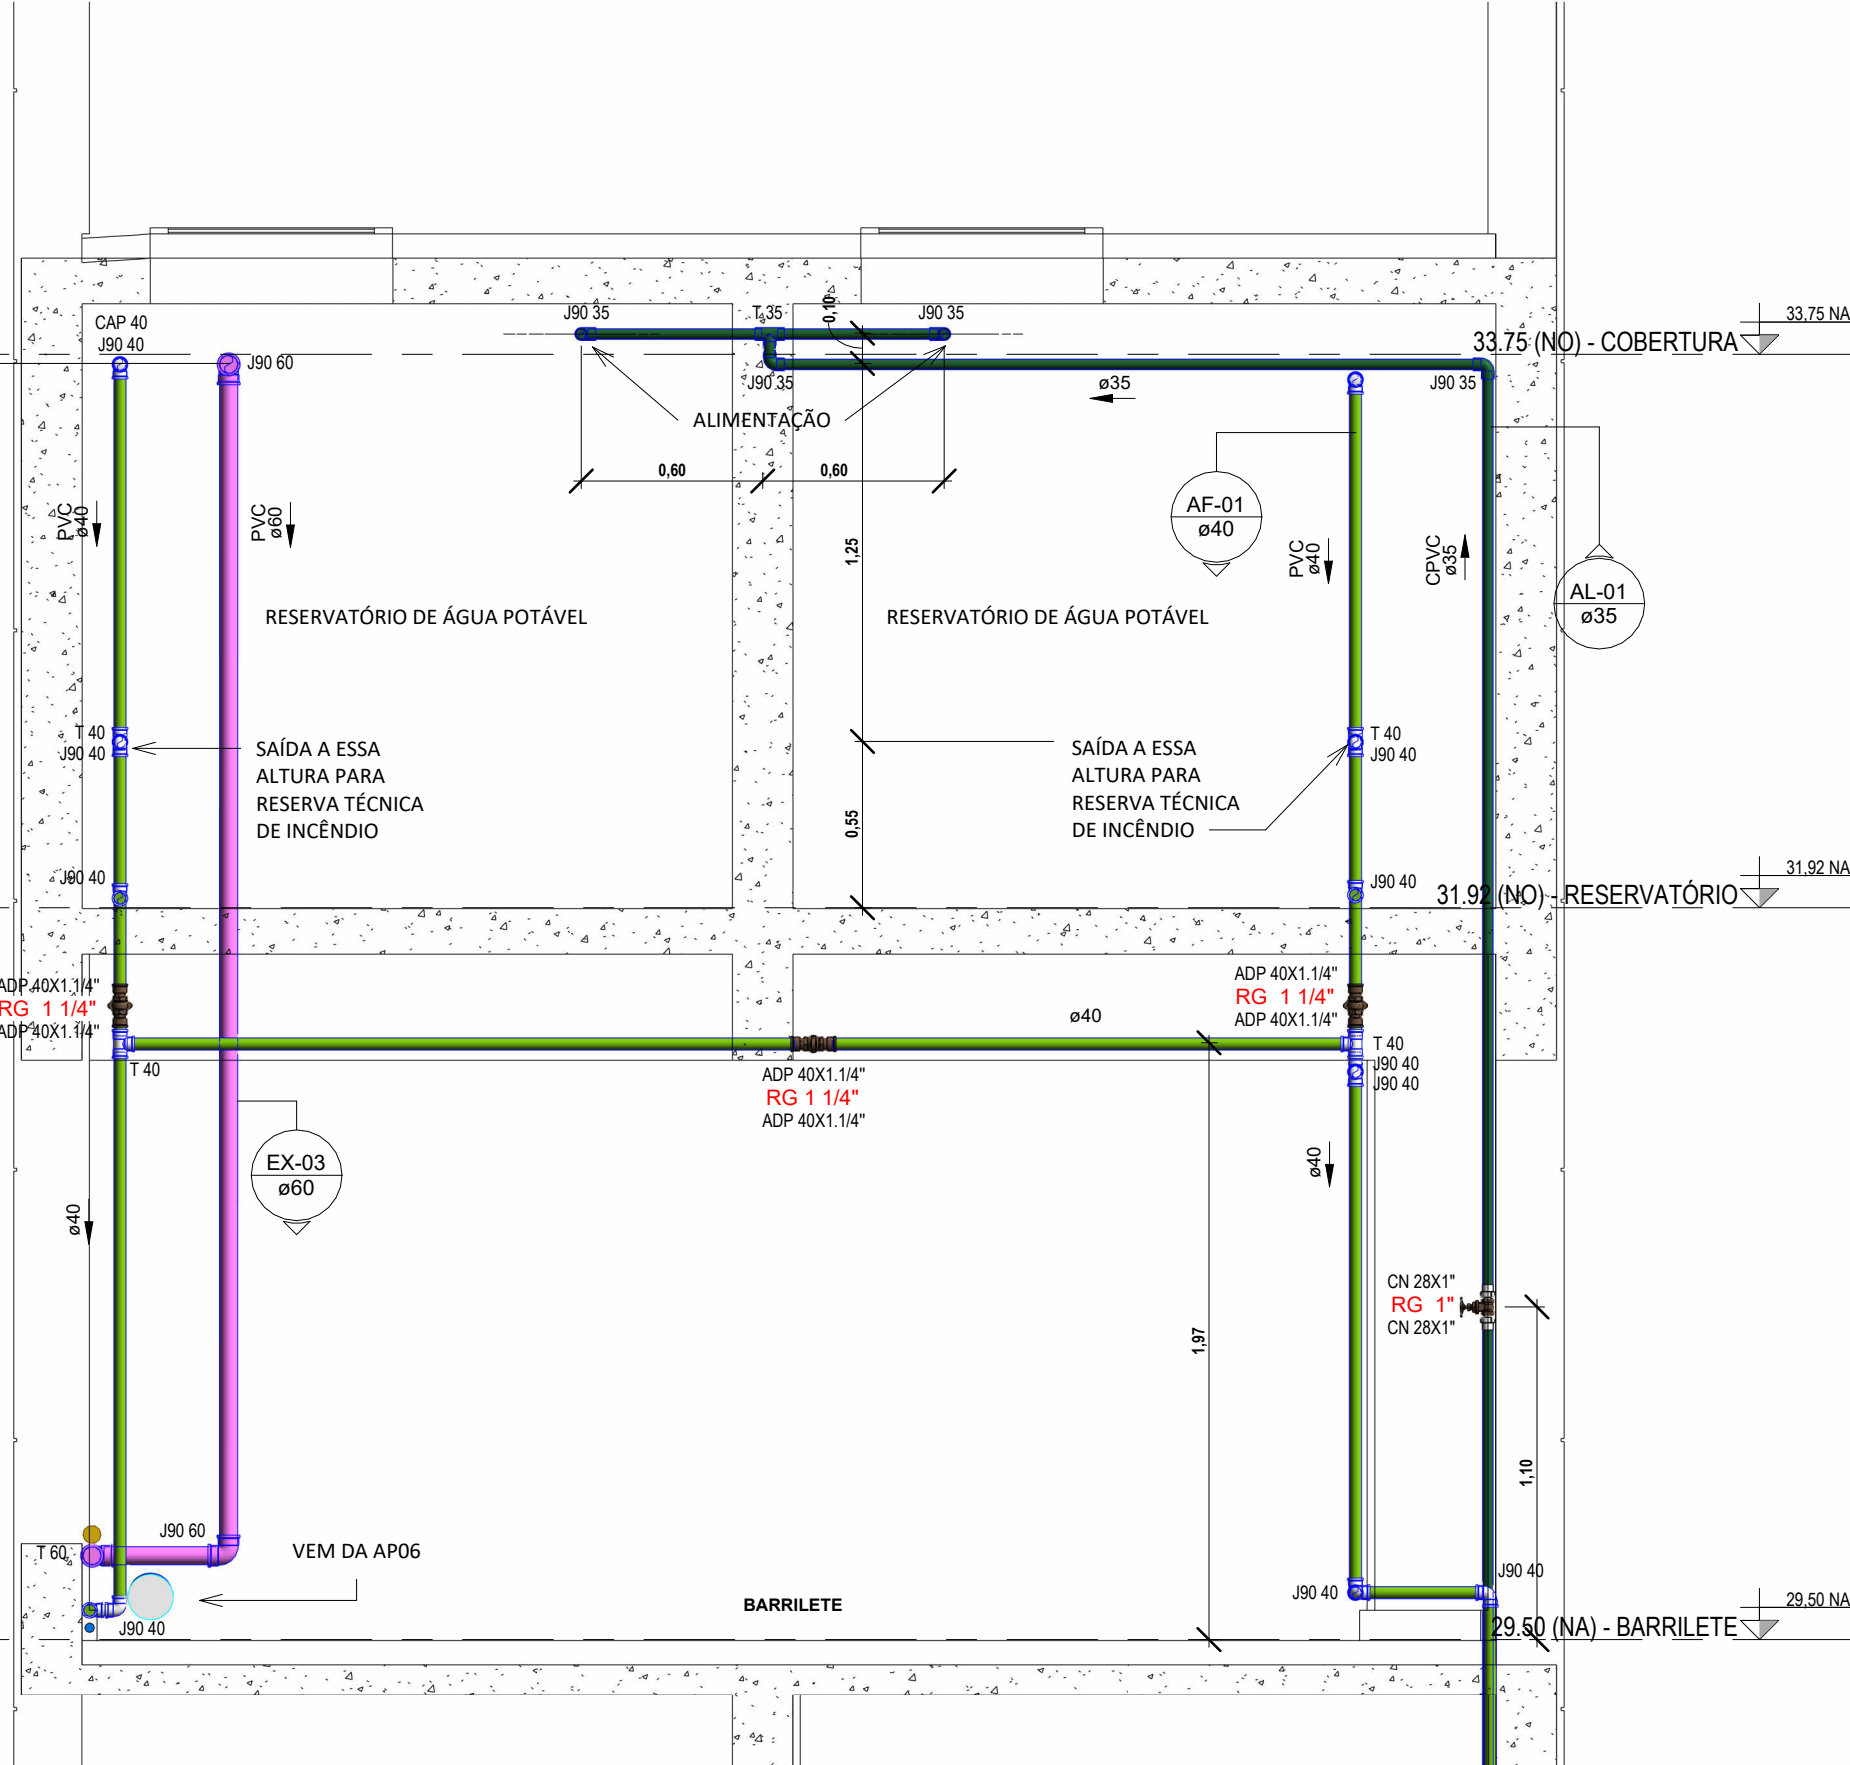 J90 35
T 35
0,10
J90 35
33,75 NA
33.75 (NO) - COBERTURA
CAP 40
J90 40
J90 60
J90 35
ø35
J90 35
ALIMENTAÇÃO
0,60
0,60
PVC
ø40
PVC
ø60
1,25
AF-01
ø40
PVC
ø40
CPVC
ø35
AL-01
ø35
RESERVATÓRIO DE ÁGUA POTÁVEL
RESERVATÓRIO DE ÁGUA POTÁVEL
T 40
J90 40
SAÍDA A ESSA
ALTURA PARA
RESERVA TÉCNICA
DE INCÊNDIO
0,55
SAÍDA A ESSA
ALTURA PARA
RESERVA TÉCNICA
DE INCÊNDIO
T 40
J90 40
J90 40
J90 40
31,92 NA
31.92 (NO) - RESERVATÓRIO
ADP 40X1.1/4"
RG 1 1/4"
ADP 40X1.1/4"
ADP 40X1.1/4"
RG 1 1/4"
ADP 40X1.1/4"
ø40
T 40
T 40
J90 40
J90 40
ADP 40X1.1/4"
RG 1 1/4"
ADP 40X1.1/4"
EX-03
ø60
ø40
ø40
CN 28X1"
RG 1"
CN 28X1"
1,97
1,10
J90 60
T 60
VEM DA AP06
J90 40
BARRILETE
J90 40
J90 40
29,50 NA
29.50 (NA) - BARRILETE